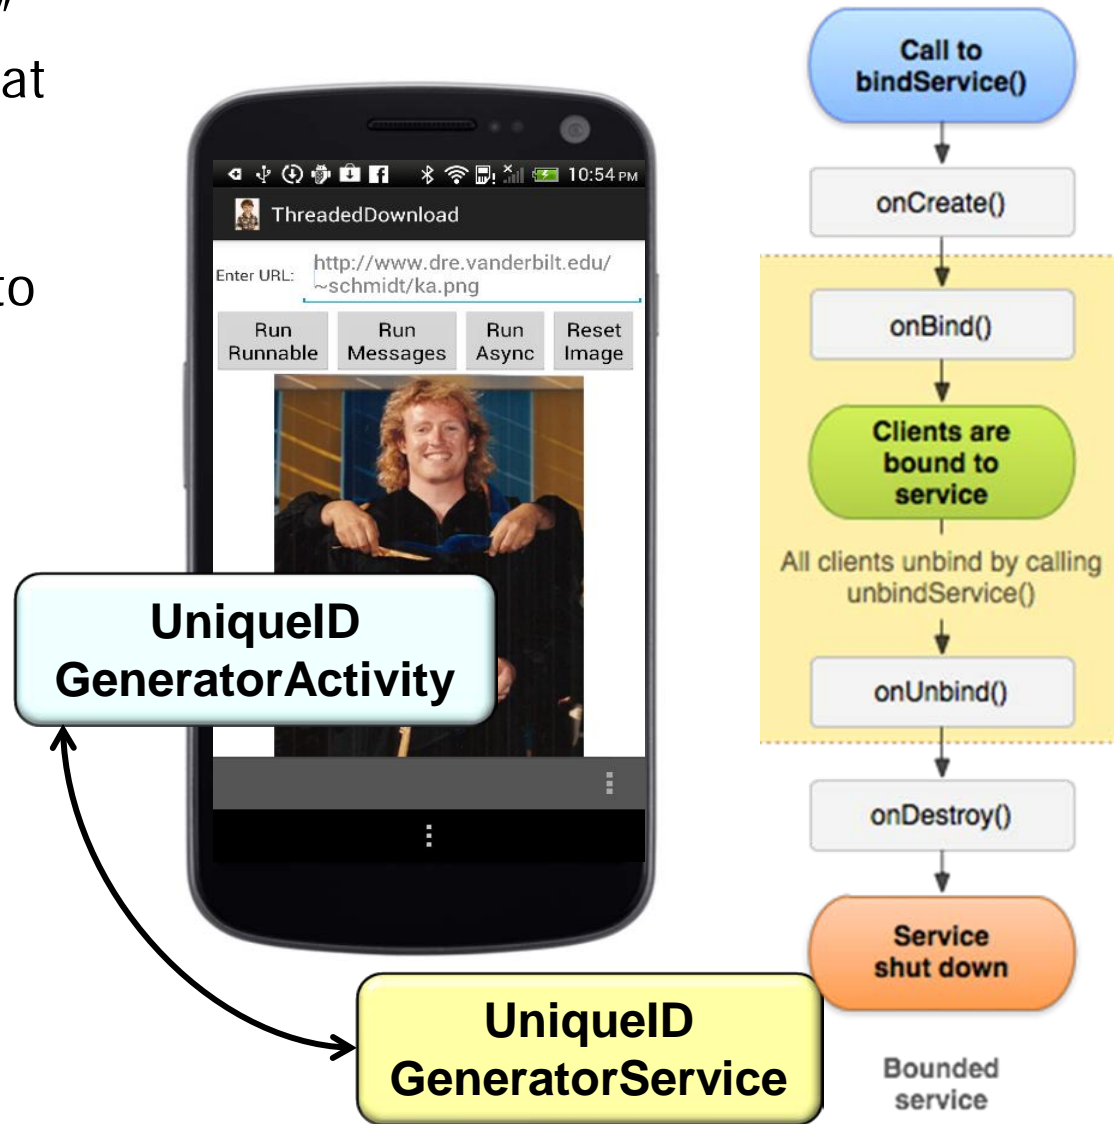 at
to
10:54 PM
ThreadedDownload
Enter URL:
http://www.dre.vanderbilt.edu/
~schmidt/ka.png
Run
Runnable
Run
Messages
Run
Async
Reset
Image
UniqueID
GeneratorActivity
UniqueID
GeneratorService
Call to
bindService()
onCreate()
onBind()
Clients are
bound to
service
All clients unbind by calling
unbindService()
onUnbind()
onDestroy()
Service
shut down
Bounded
service